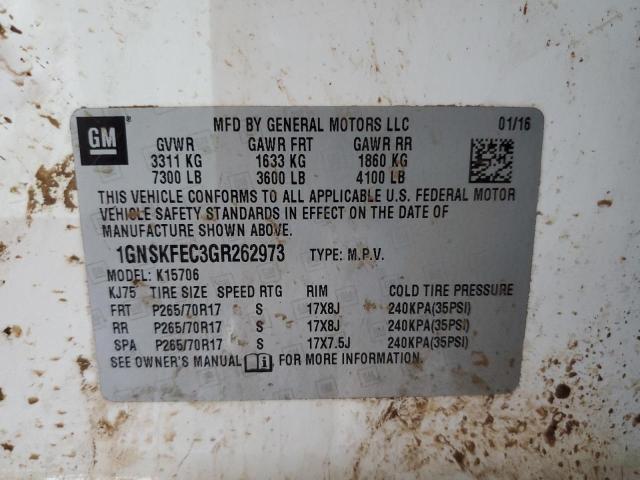 GM
MFD BY GENERAL MOTORS LLC 01/16
GVWR GAWR FRT GAWR RR
3311 KG 1633 KG 1860 KG
7300 LB 3600 LB 4100 LB
THIS VEHICLE CONFORMS TO ALL APPLICABLE U.S. FEDERAL MOTOR
VEHICLE SAFETY STANDARDS IN EFFECT ON THE DATE OF
MANUFACTURE SHOWN ABOVE.
1GNSKFEC3GR262973 TYPE: M.P.V.
MODEL: K15706
KJ75 TIRE SIZE SPEED RTG RIM COLD TIRE PRESSURE
FRT P265/70R17 S 17X8J 240KPA(35PSI)
RR P265/70R17 S 17X8J 240KPA(35PSI)
SPA P265/70R17 S 17X7.5J 240KPA(35PSI)
SEE OWNER'S MANUAL FOR MORE INFORMATION.